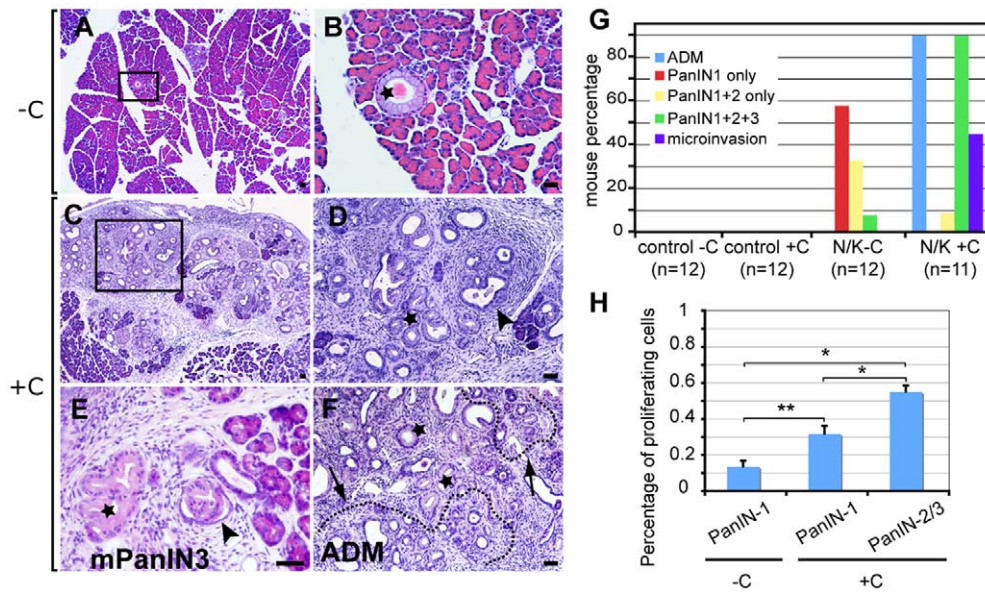 A
B
-C
C
D
+C
E
mPanIN3
F
ADM
G
mouse percentage
80
60
40
20
0
ADM
PanIN1 only
PanIN1+2 only
PanIN1+2+3
microinvasion
control -C
(n=12)
control +C
(n=12)
N/K-C
(n=12)
N/K +C
(n=11)
H
Percentage of proliferating cells
1
0.8
0.6
0.4
0.2
0
*
*
**
PanIN-1
PanIN-1
PanIN-2/3
-C
+C